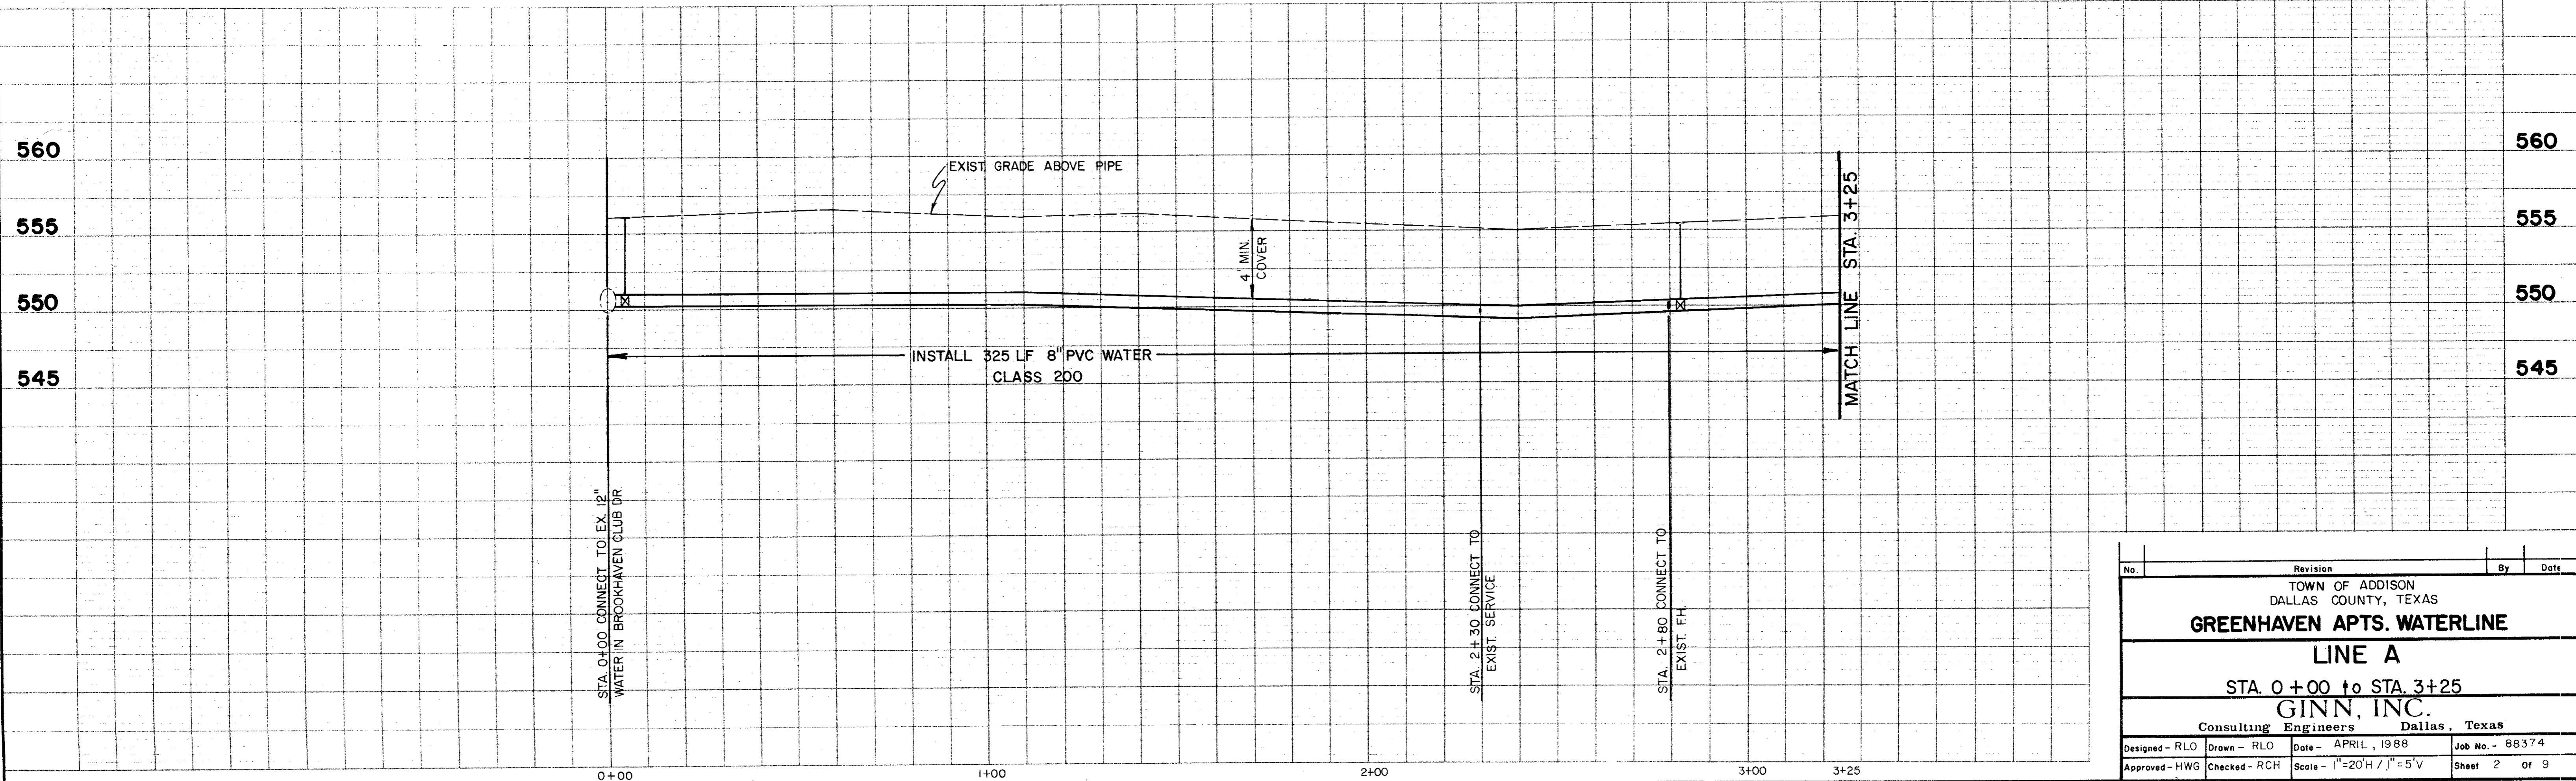 560
555
550
545
EXIST. GRADE ABOVE PIPE
4' MIN.
COVER
INSTALL 325 LF 8" PVC WATER
CLASS 200
MATCH LINE STA. 3+25
560
555
550
545
STA. 0+00 CONNECT TO EX. 12"
WATER IN BROOKHAVEN CLUB DR.
STA. 2+30 CONNECT TO
EXIST. SERVICE
STA. 2+80 CONNECT TO
EXIST. F.H.
0+00 1+00 2+00 3+00 3+25
No. Revision By Date
TOWN OF ADDISON
DALLAS COUNTY, TEXAS
GREENHAVEN APTS. WATERLINE
LINE A
STA. 0+00 to STA. 3+25
GINN, INC.
Consulting Engineers Dallas, Texas
Designed - RLO Drawn - RLO Date - APRIL, 1988 Job No. - 88374
Approved - HWG Checked - RCH Scale - 1"=20'H / 1"=5'V Sheet 2 Of 9